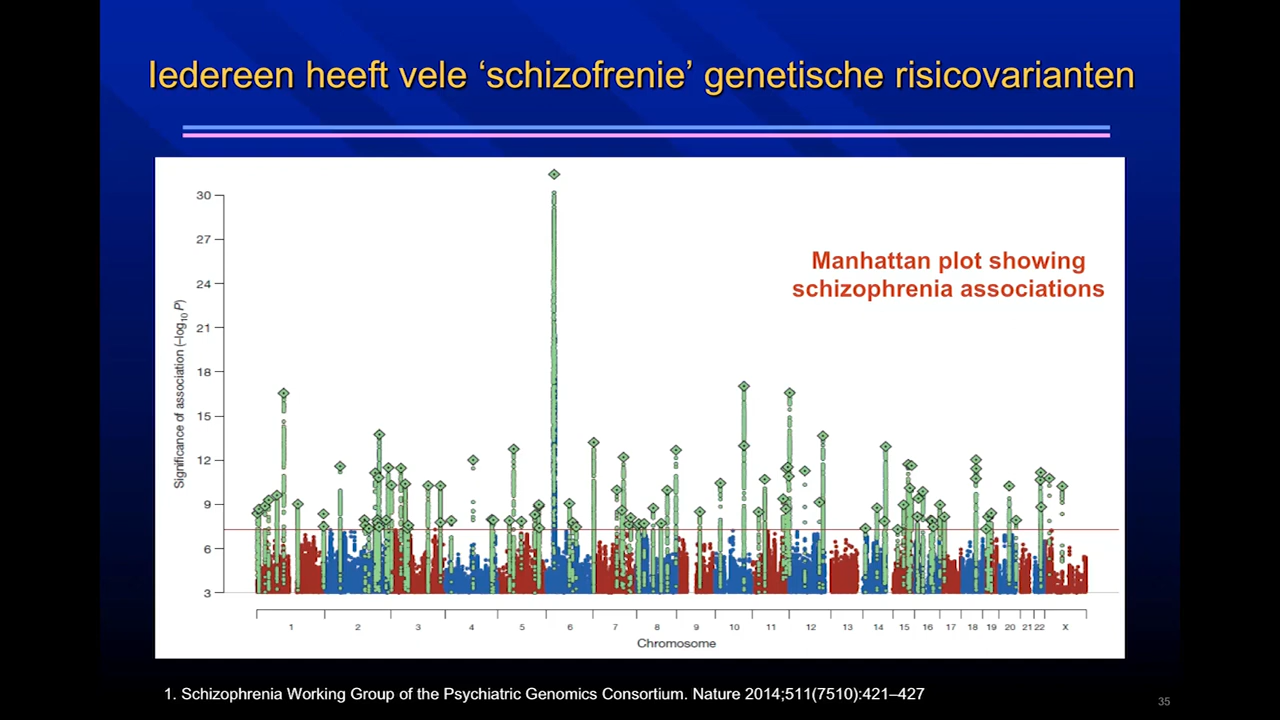 Iedereen heeft vele ‘schizofrenie’ genetische risicovarianten
Manhattan plot showing
schizophrenia associations
Significance of association (–log10 P)
30
27
24
21
18
15
12
9
6
3
1 2 3 4 5 6 7 8 9 10 11 12 13 14 15 16 17 18 19 20 21 22 X
Chromosome
1. Schizophrenia Working Group of the Psychiatric Genomics Consortium. Nature 2014;511(7510):421–427
35